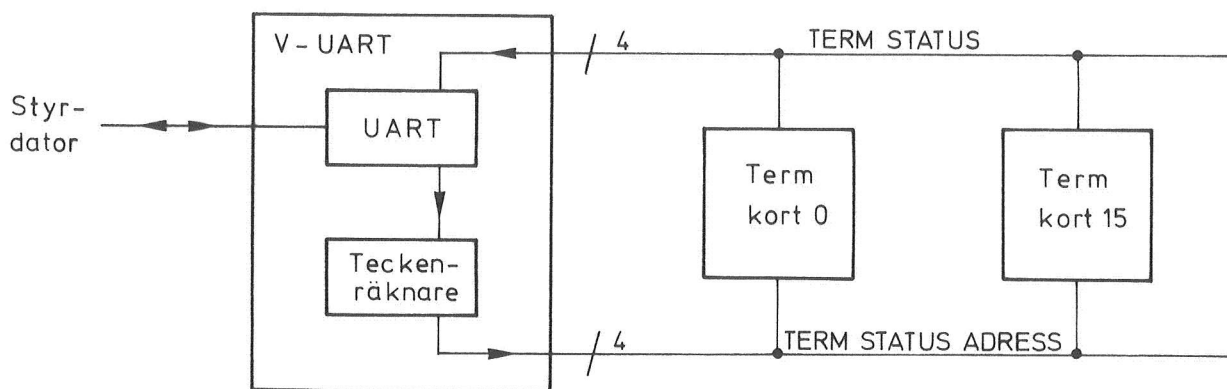 V-UART
4
TERM STATUS
Styr-
dator
UART
Term
kort 0
Term
kort 15
Tecken-
räknare
4
TERM STATUS ADRESS